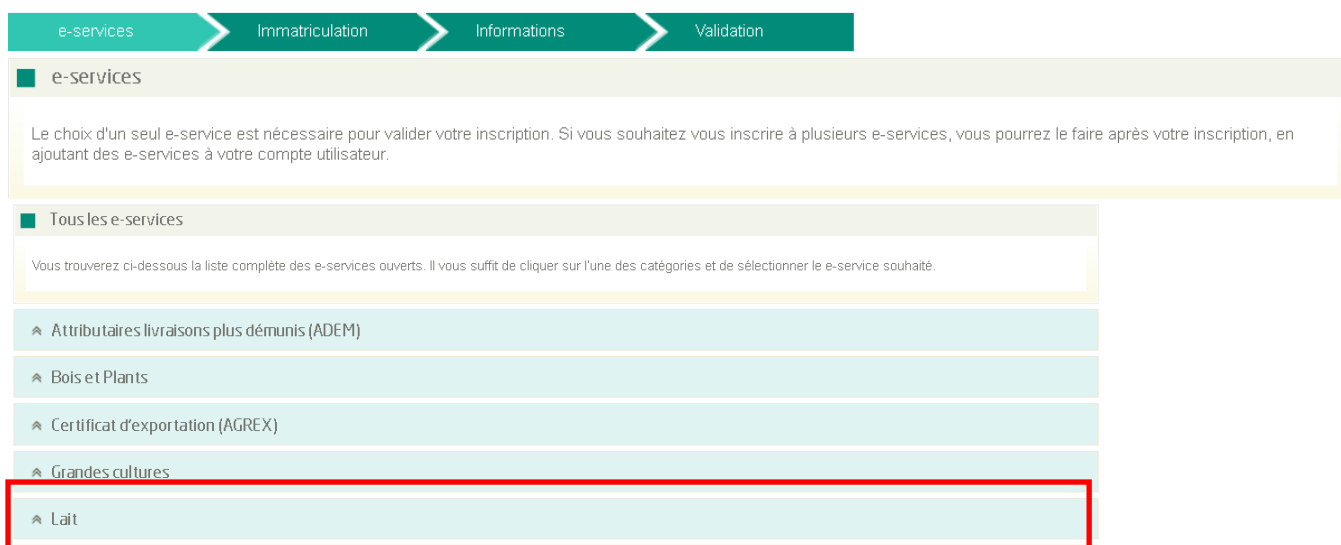 e-services Immatriculation Informations Validation
e-services
Le choix d'un seul e-service est nécessaire pour valider votre inscription. Si vous souhaitez vous inscrire à plusieurs e-services, vous pourrez le faire après votre inscription, en
ajoutant des e-services à votre compte utilisateur.
Tous les e-services
Vous trouverez ci-dessous la liste complète des e-services ouverts. Il vous suffit de cliquer sur l'une des catégories et de sélectionner le e-service souhaité.
Attributaires livraisons plus démunis (ADEM)
Bois et Plants
Certificat d'exportation (AGREX)
Grandes cultures
Lait